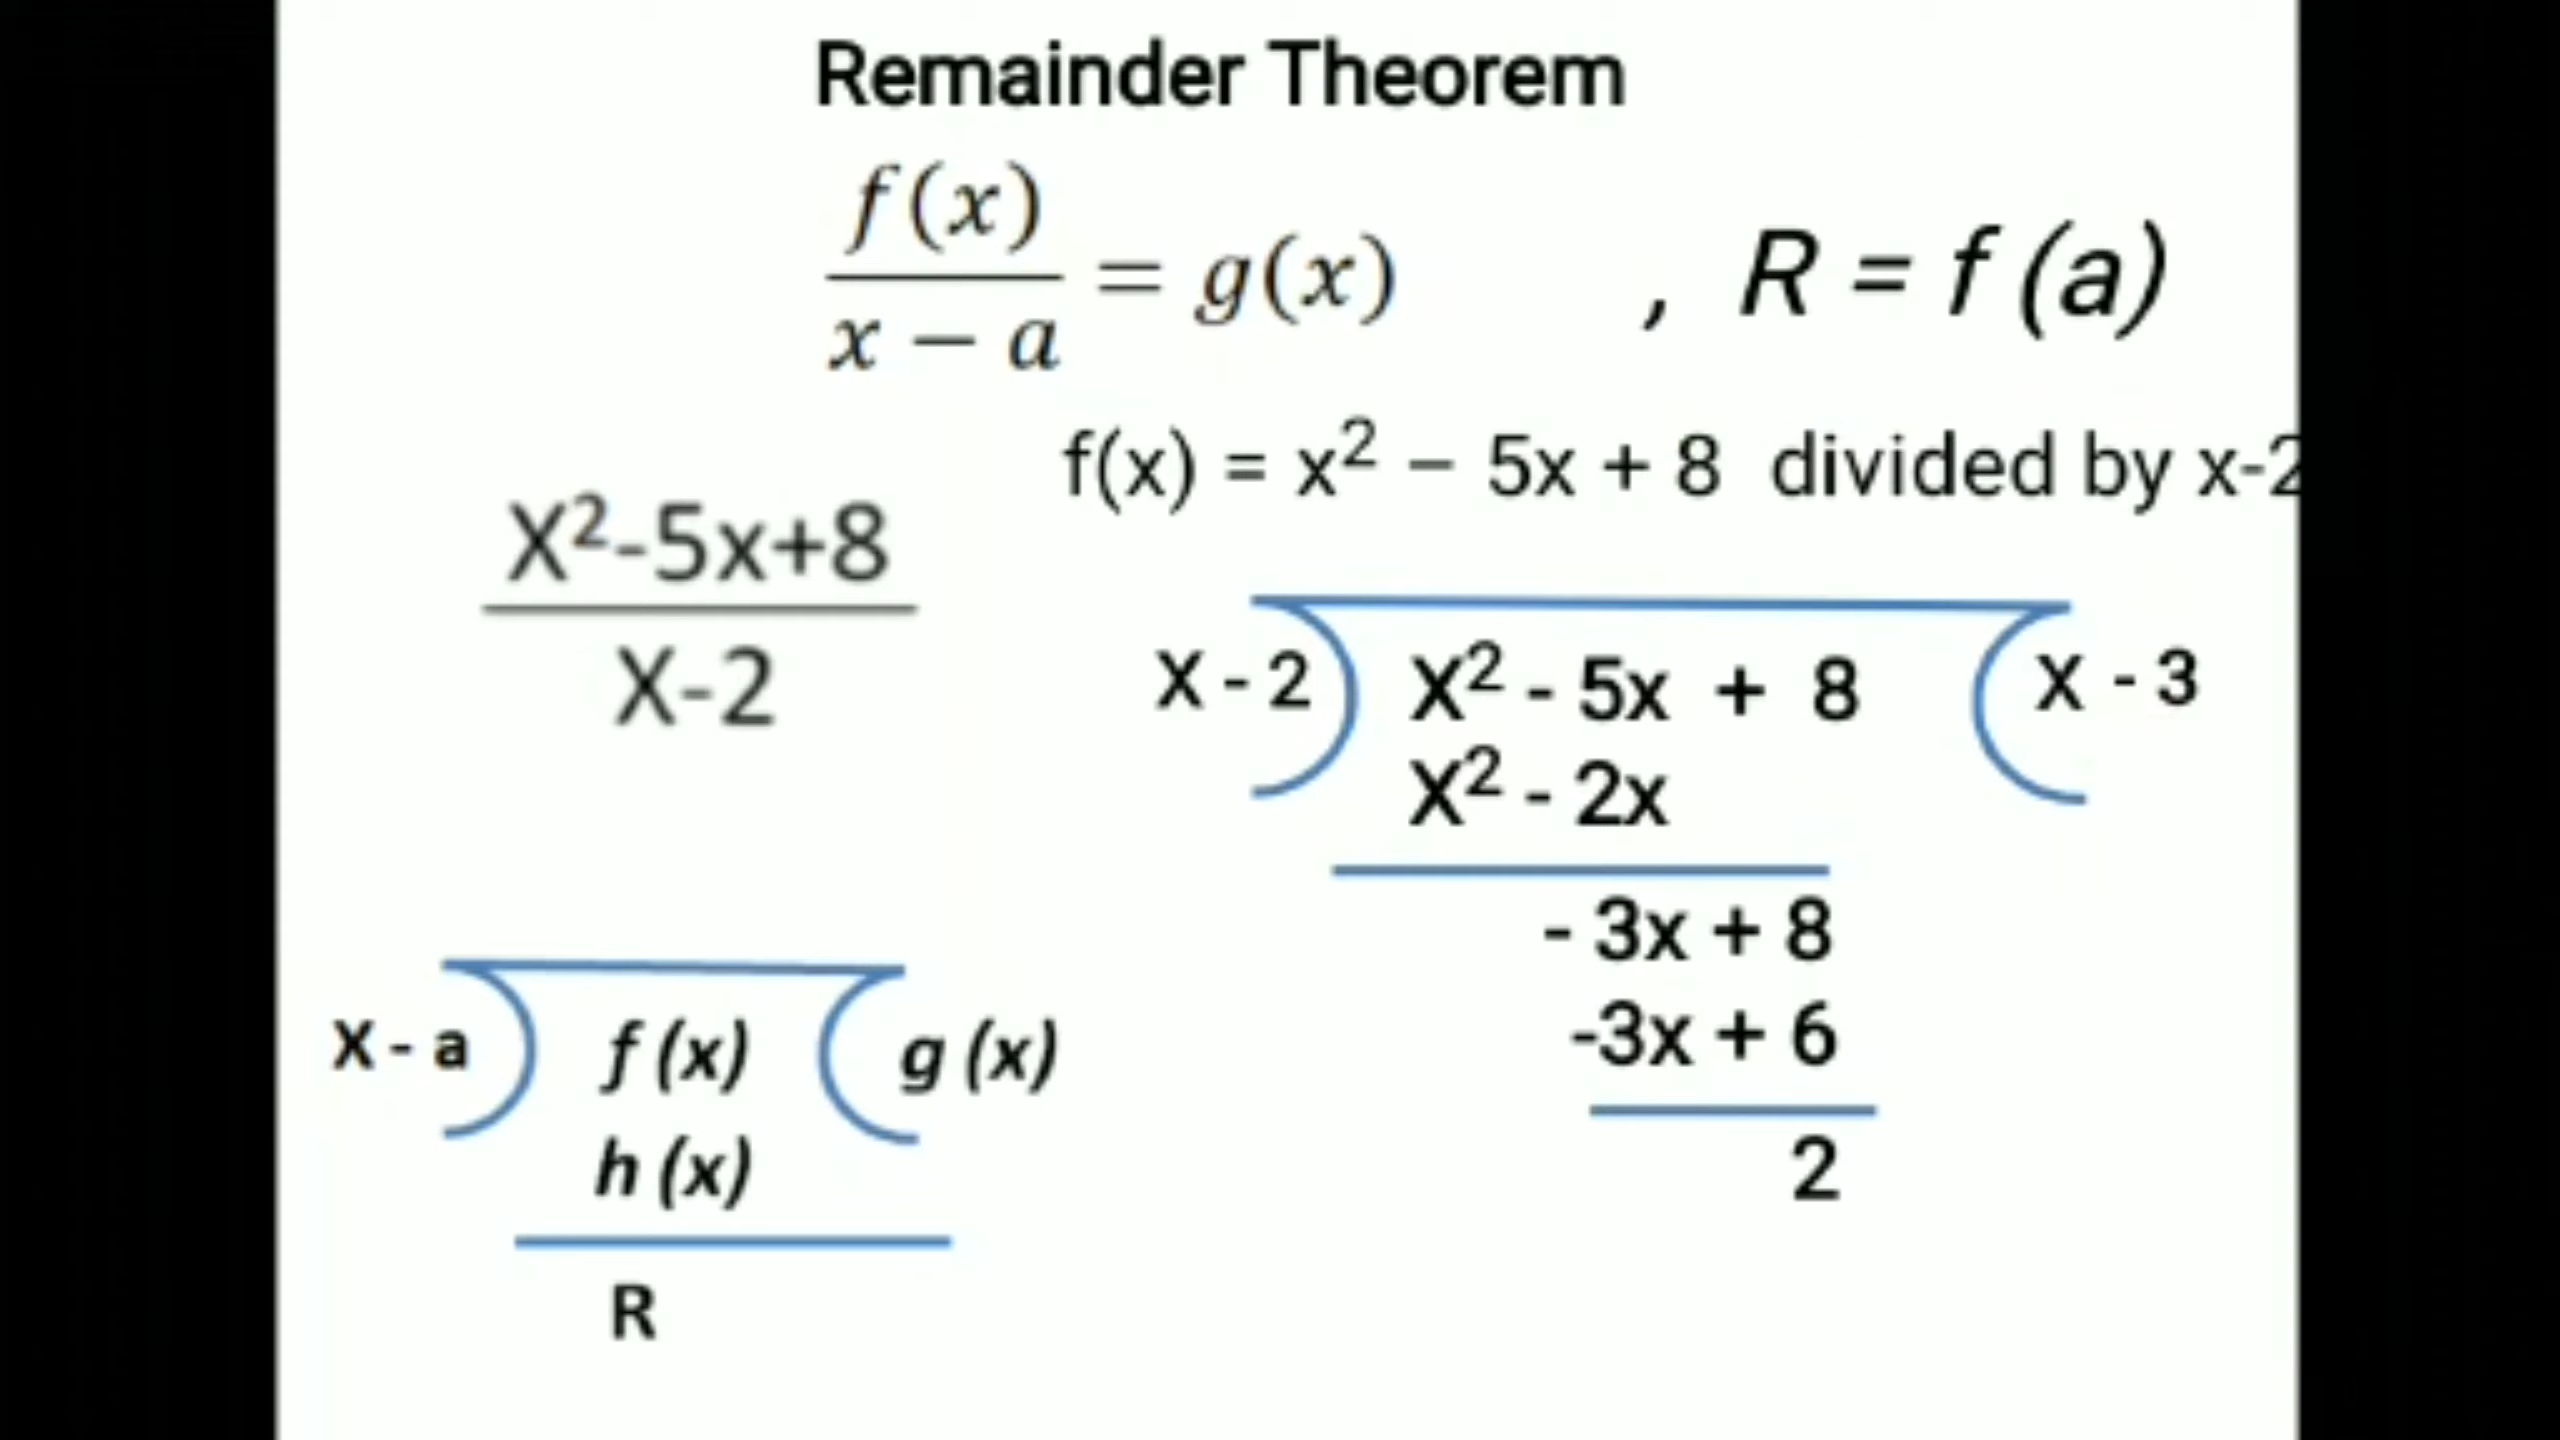 Remainder Theorem
f(x)
x − a
= g(x) , R = f (a)
f(x) = x² − 5x + 8 divided by x-2
X²-5x+8
X-2
X - 2 X² - 5x + 8 X - 3
X² - 2x
- 3x + 8
-3x + 6
2
X - a f (x) g (x)
h (x)
R